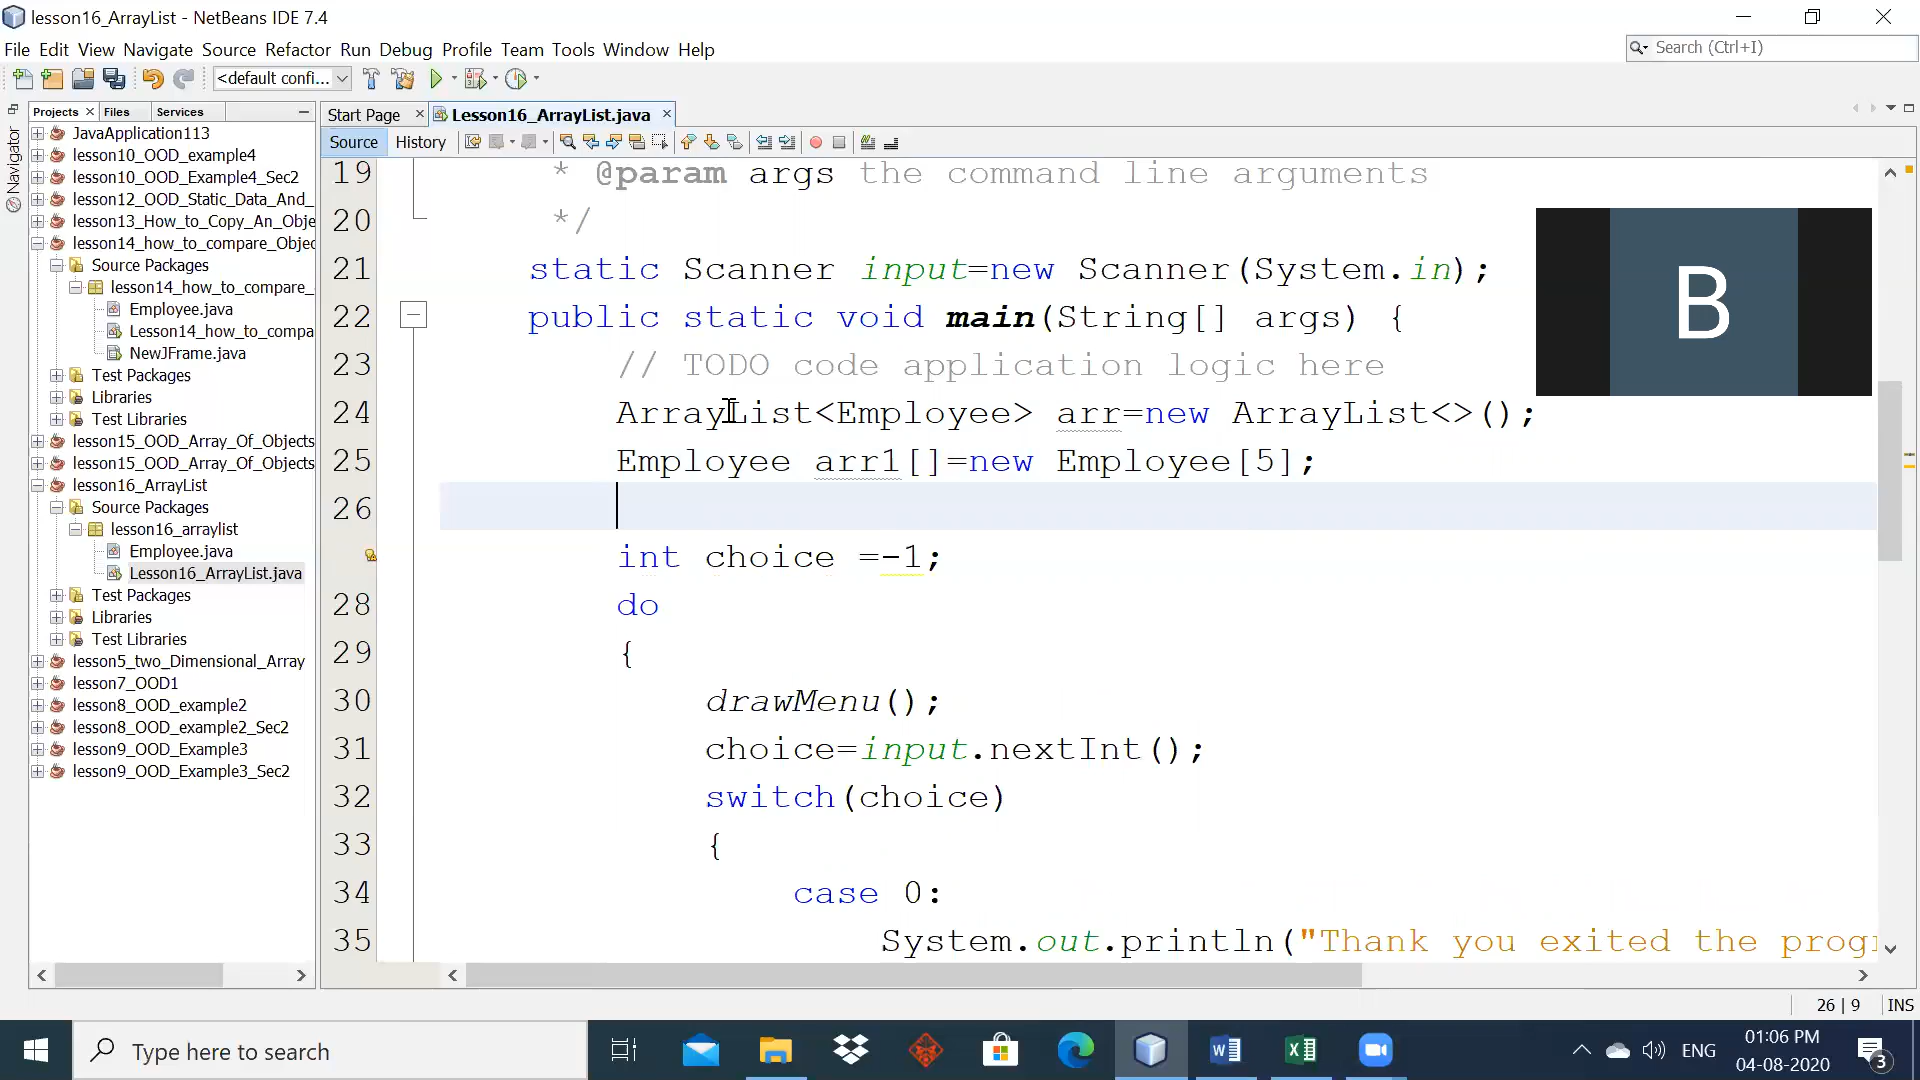 lesson16_ArrayList - NetBeans IDE 7.4
File Edit View Navigate Source Refactor Run Debug Profile Team Tools Window Help
Search (Ctrl+I)
<default confi...
Projects Files Services
Start Page Lesson16_ArrayList.java
Source History
Navigator
JavaApplication113
lesson10_OOD_example4
lesson10_OOD_Example4_Sec2
lesson12_OOD_Static_Data_And_
lesson13_How_to_Copy_An_Obje
lesson14_how_to_compare_Objec
Source Packages
lesson14_how_to_compare_
Employee.java
Lesson14_how_to_compa
NewJFrame.java
Test Packages
Libraries
Test Libraries
lesson15_OOD_Array_Of_Objects
lesson15_OOD_Array_Of_Objects
lesson16_ArrayList
Source Packages
lesson16_arraylist
Employee.java
Lesson16_ArrayList.java
Test Packages
Libraries
Test Libraries
lesson5_two_Dimensional_Array
lesson7_OOD1
lesson8_OOD_example2
lesson8_OOD_example2_Sec2
lesson9_OOD_Example3
lesson9_OOD_Example3_Sec2
19 * @param args the command line arguments
20 */
21 static Scanner input=new Scanner(System.in);
22 public static void main(String[] args) {
23 // TODO code application logic here
24 ArrayList<Employee> arr=new ArrayList<>();
25 Employee arr1[]=new Employee[5];
26
int choice =-1;
28 do
29 {
30 drawMenu();
31 choice=input.nextInt();
32 switch(choice)
33 {
34 case 0:
35 System.out.println("Thank you exited the progr
B
26 | 9 INS
Type here to search
ENG
01:06 PM
04-08-2020
3